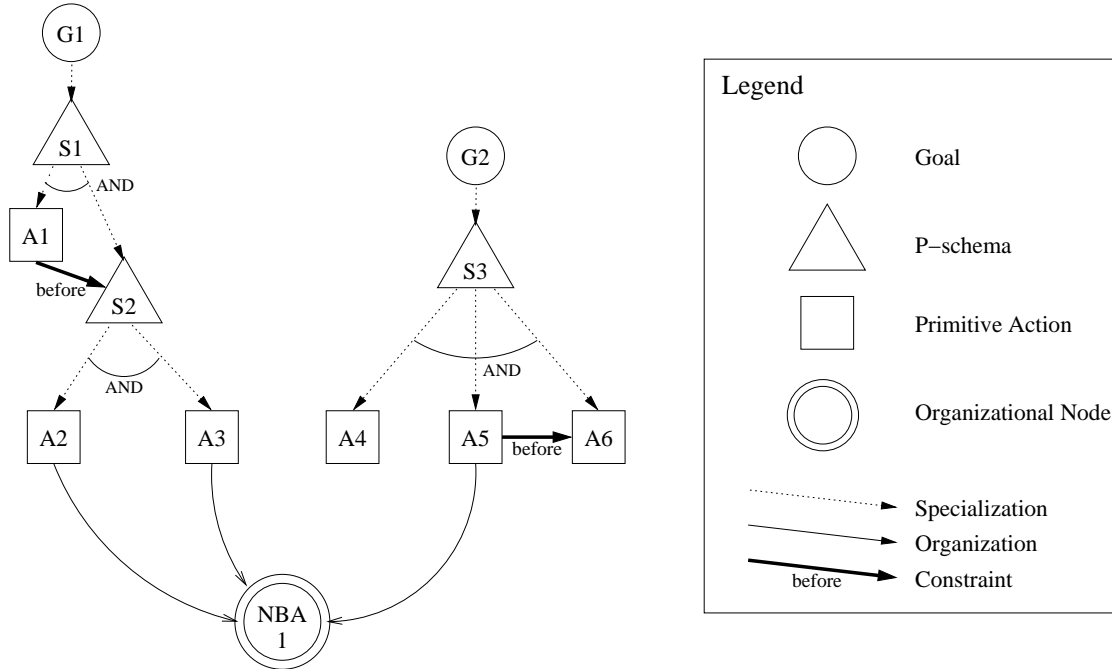 G1
S1
AND
A1
before
S2
AND
A2
A3
G2
S3
AND
A4
A5
before
A6
NBA
1
Legend
Goal
P-schema
Primitive Action
Organizational Node
Specialization
Organization
before
Constraint